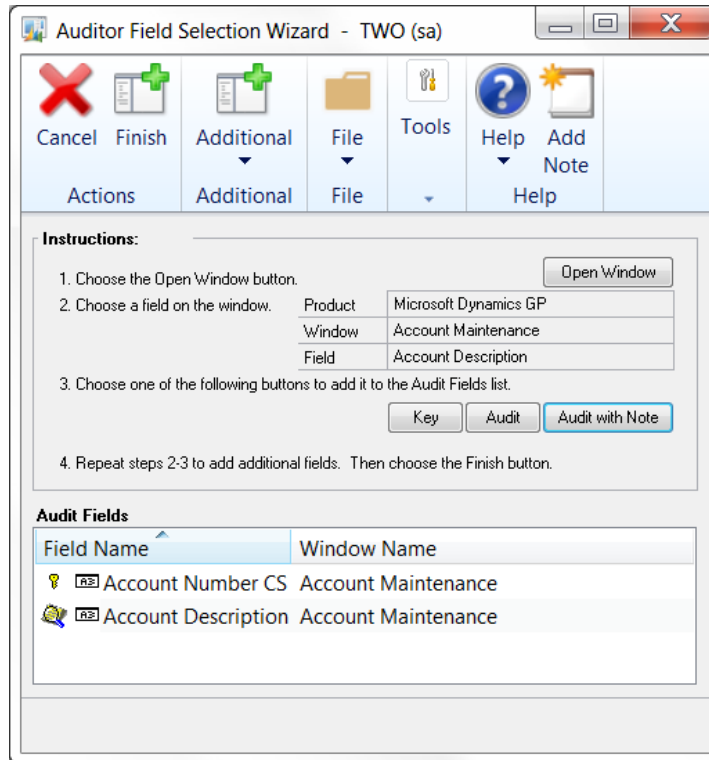 Auditor Field Selection Wizard - TWO (sa)
Cancel Finish Additional File Tools Help Add Note
Actions Additional File Help
Instructions:
1. Choose the Open Window button. Open Window
2. Choose a field on the window. Product Microsoft Dynamics GP
Window Account Maintenance
Field Account Description
3. Choose one of the following buttons to add it to the Audit Fields list.
Key Audit Audit with Note
4. Repeat steps 2-3 to add additional fields. Then choose the Finish button.
Audit Fields
Field Name Window Name
Account Number CS Account Maintenance
Account Description Account Maintenance